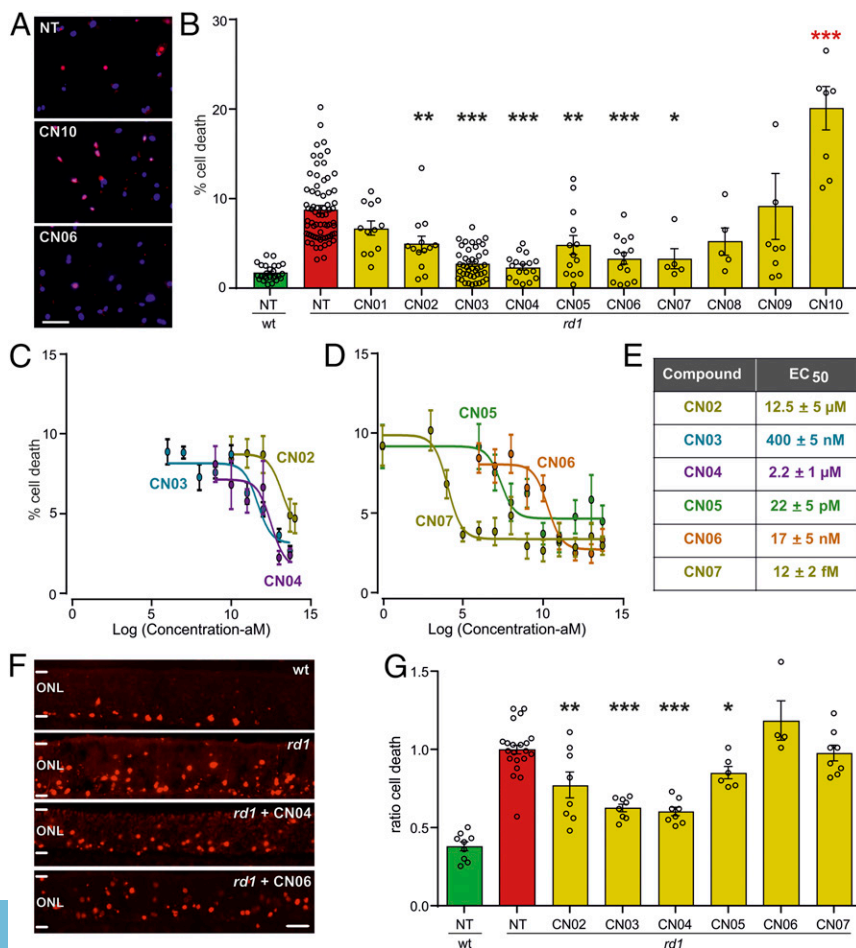 A
NT
CN10
CN06
B
% cell death
30
20
10
0
** *** *** ** *** * ***
NT NT CN01 CN02 CN03 CN04 CN05 CN06 CN07 CN08 CN09 CN10
wt rd1
C
% cell death
15
10
5
0
CN02
CN03
CN04
0 5 10 15
Log (Concentration-aM)
D
15
10
5
0
CN05
CN06
CN07
0 5 10 15
Log (Concentration-aM)
E
Compound EC50
CN02 12.5 ± 5 µM
CN03 400 ± 5 nM
CN04 2.2 ± 1 µM
CN05 22 ± 5 pM
CN06 17 ± 5 nM
CN07 12 ± 2 fM
F
wt
ONL
rd1
ONL
rd1 + CN04
ONL
rd1 + CN06
ONL
G
ratio cell death
1.5
1.0
0.5
0.0
** *** *** *
NT NT CN02 CN03 CN04 CN05 CN06 CN07
wt rd1